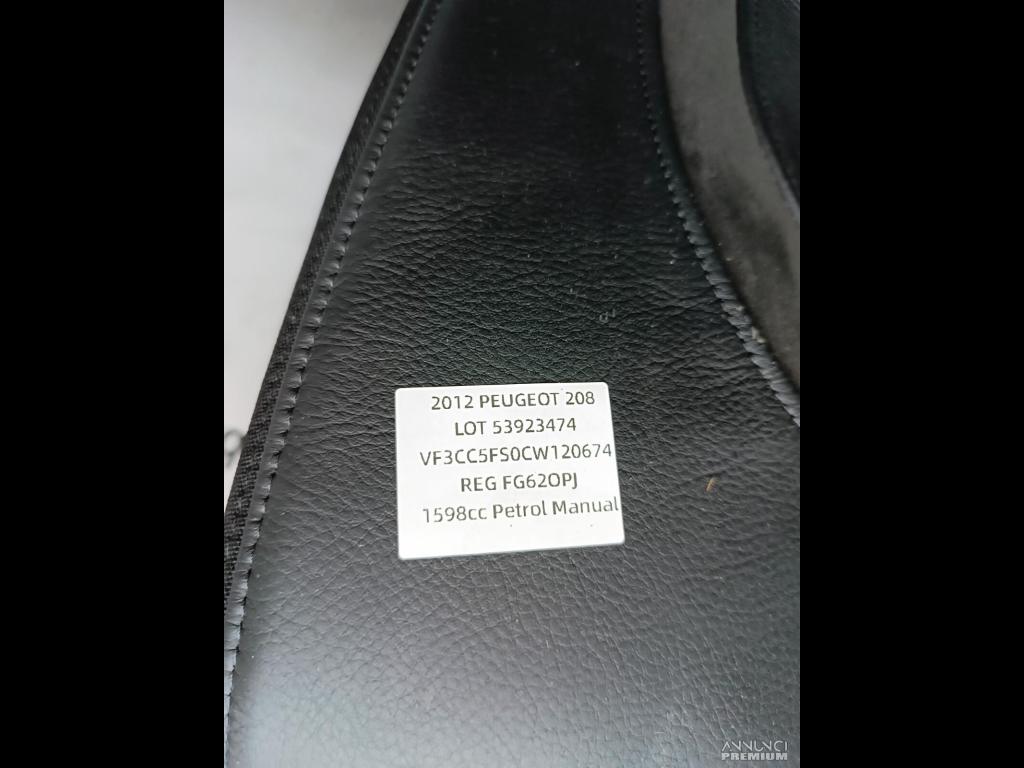 2012 PEUGEOT 208
LOT 53923474
VF3CC5FS0CW120674
REG FG62OPJ
1598cc Petrol Manual
ANNUNCI
PREMIUM